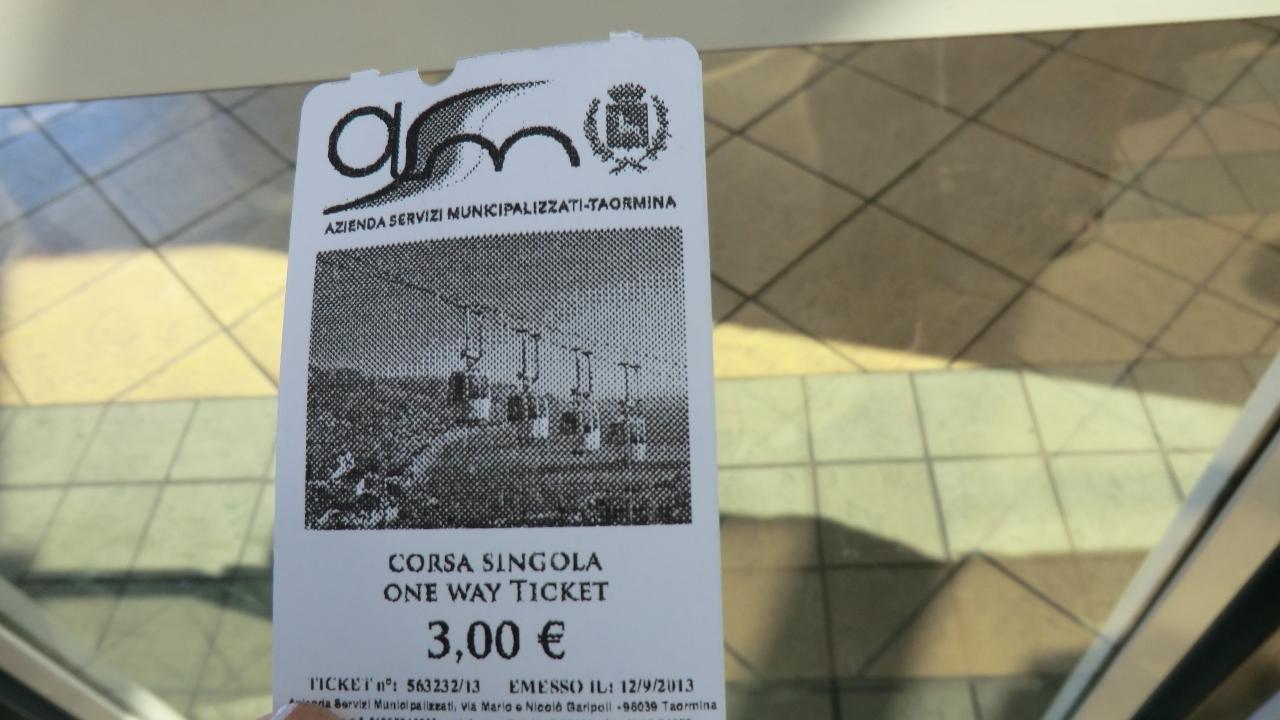 asm
AZIENDA SERVIZI MUNICIPALIZZATI-TAORMINA
CORSA SINGOLA
ONE WAY TICKET
3,00 €
TICKET n°: 563232/13 EMESSO IL: 12/9/2013
Azienda Servizi Municipalizzati, via Mario e Nicolò Garipoli -98039 Taormina